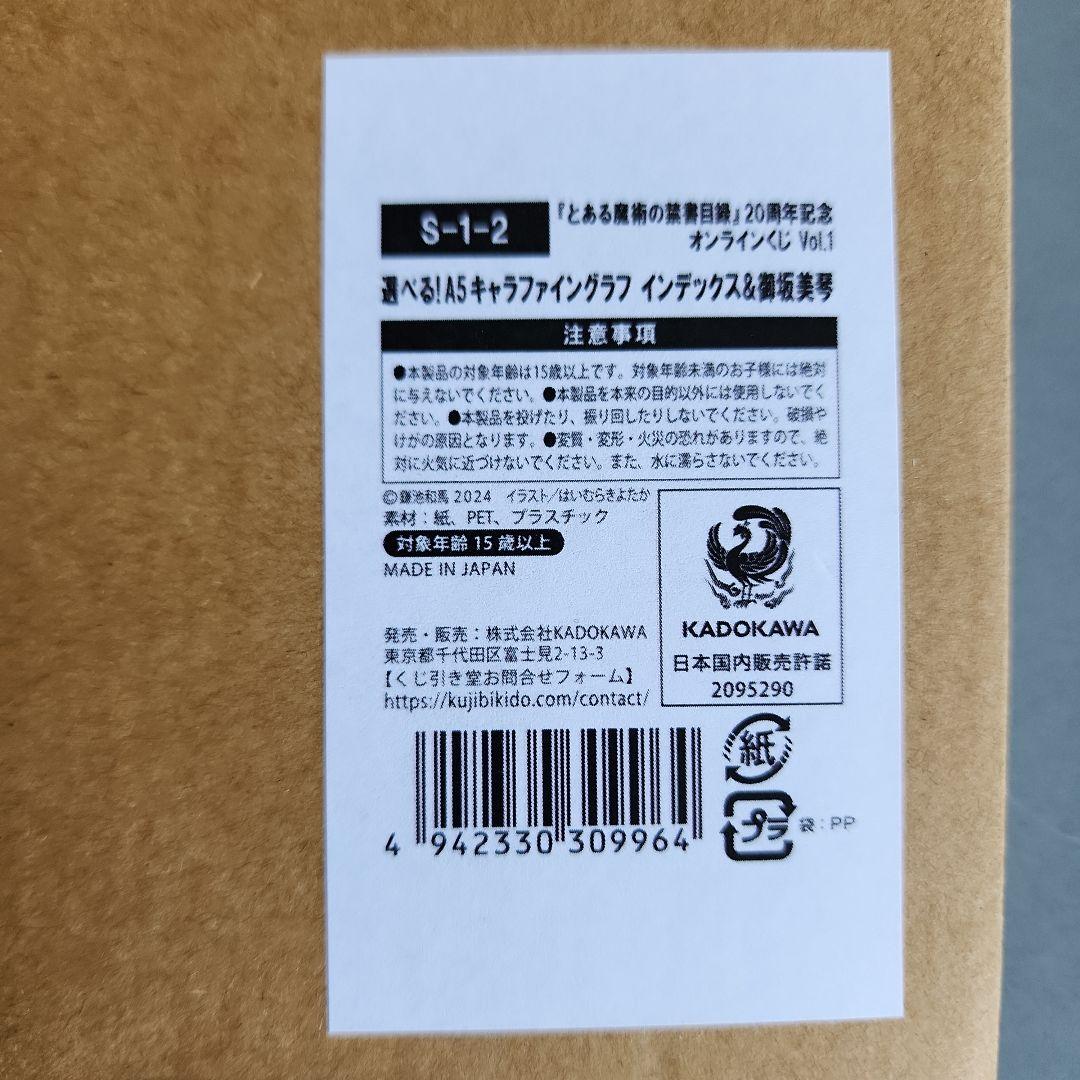 S-1-2
『とある魔術の禁書目録』20周年記念
オンラインくじ Vol.1
選べる!A5キャラファイングラフ インデックス&御坂美琴
注意事項
●本製品の対象年齢は15歳以上です。対象年齢未満のお子様には絶対
に与えないでください。●本製品を本来の目的以外には使用しないでく
ださい。●本製品を投げたり、振り回したりしないでください。破損や
けがの原因となります。●変質・変形・火災の恐れがありますので、絶
対に火気に近づけないでください。また、水に濡らさないでください。
©鎌池和馬 2024 イラスト/はいむらきよたか
素材:紙、PET、プラスチック
対象年齢 15 歳以上
MADE IN JAPAN
発売・販売:株式会社KADOKAWA
東京都千代田区富士見2-13-3
【くじ引き堂お問合せフォーム】
https://kujibikido.com/contact/
KADOKAWA
日本国内販売許諾
2095290
紙
プラ 袋:PP
4 942330 309964